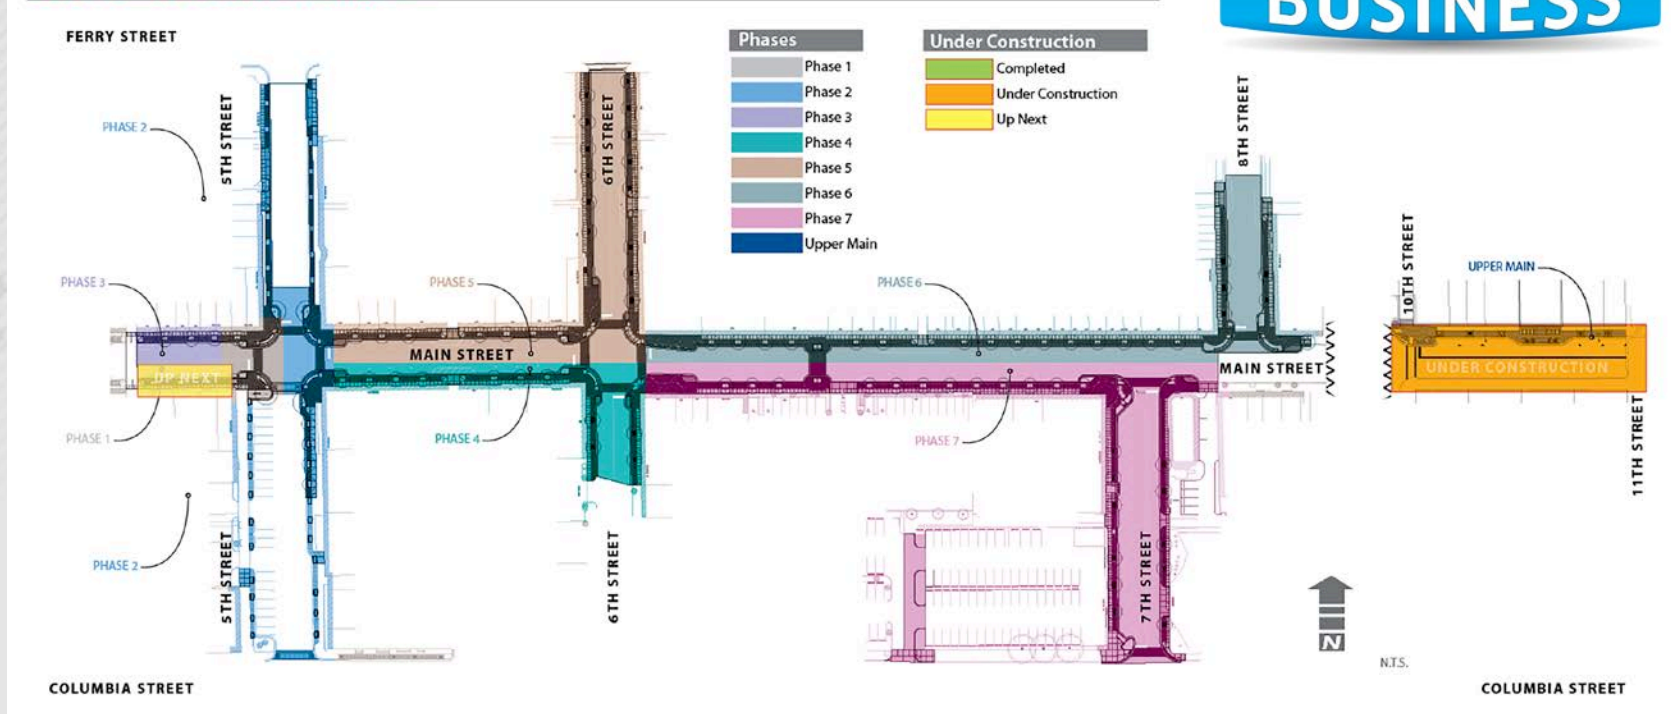 BUSINESS
FERRY STREET
Phases
Phase 1
Phase 2
Phase 3
Phase 4
Phase 5
Phase 6
Phase 7
Upper Main
Under Construction
Completed
Under Construction
Up Next
PHASE 2
5TH STREET
6TH STREET
8TH STREET
10TH STREET
UPPER MAIN
PHASE 3
PHASE 5
PHASE 6
MAIN STREET
MAIN STREET
UP NEXT
UNDER CONSTRUCTION
PHASE 1
PHASE 4
PHASE 7
11TH STREET
PHASE 2
5TH STREET
6TH STREET
7TH STREET
N
N.T.S.
COLUMBIA STREET
COLUMBIA STREET